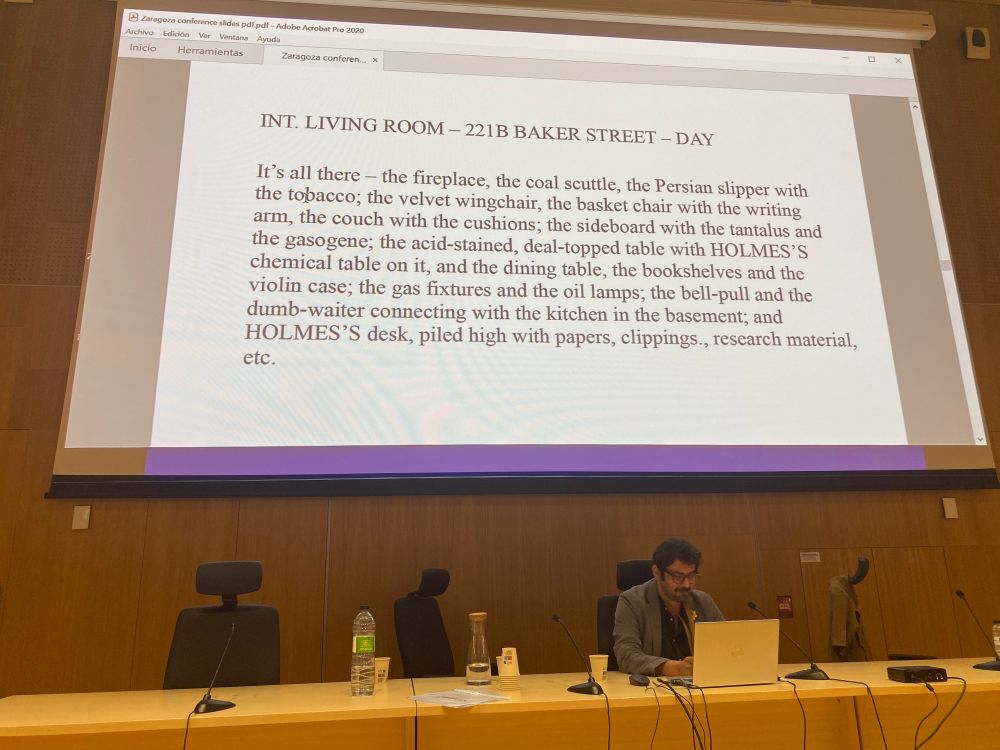 Zaragoza conference slides pdf.pdf - Adobe Acrobat Pro 2020
Archivo Edición Ver Ventana Ayuda
Inicio Herramientas Zaragoza conferen... ×
INT. LIVING ROOM – 221B BAKER STREET – DAY
It's all there – the fireplace, the coal scuttle, the Persian slipper with
the tobacco; the velvet wingchair, the basket chair with the writing
arm, the couch with the cushions; the sideboard with the tantalus and
the gasogene; the acid-stained, deal-topped table with HOLMES'S
chemical table on it, and the dining table, the bookshelves and the
violin case; the gas fixtures and the oil lamps; the bell-pull and the
dumb-waiter connecting with the kitchen in the basement; and
HOLMES'S desk, piled high with papers, clippings., research material,
etc.